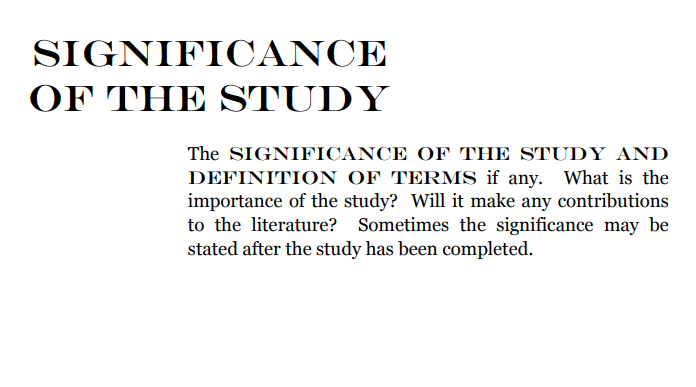 SIGNIFICANCE
OF THE STUDY
The SIGNIFICANCE OF THE STUDY AND
DEFINITION OF TERMS if any. What is the
importance of the study? Will it make any contributions
to the literature? Sometimes the significance may be
stated after the study has been completed.